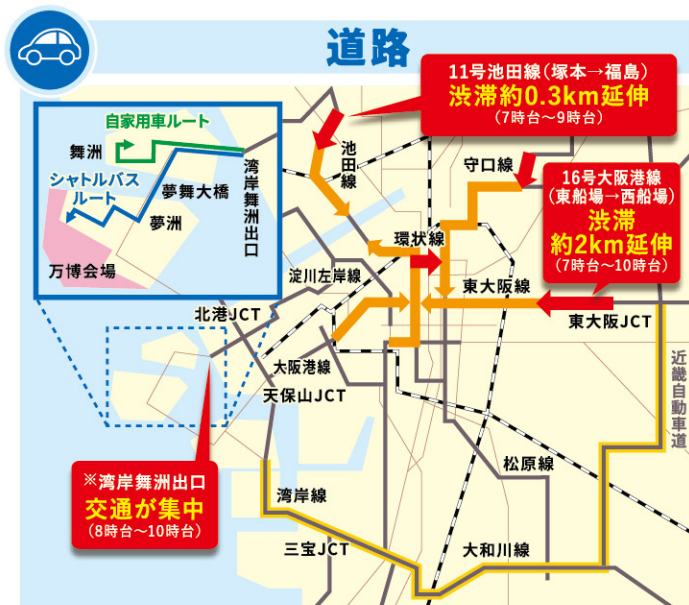 道路
11号池田線(塚本→福島)
渋滞約0.3km延伸
(7時台〜9時台)
自家用車ルート
舞洲
シャトルバス
ルート
夢舞大橋
夢洲
万博会場
湾岸舞洲出口
池田線
守口線
16号大阪港線
(東船場→西船場)
渋滞
約2km延伸
(7時台〜10時台)
環状線
淀川左岸線
東大阪線
北港JCT
東大阪JCT
大阪港線
天保山JCT
近畿自動車道
※湾岸舞洲出口
交通が集中
(8時台〜10時台)
松原線
湾岸線
三宝JCT
大和川線